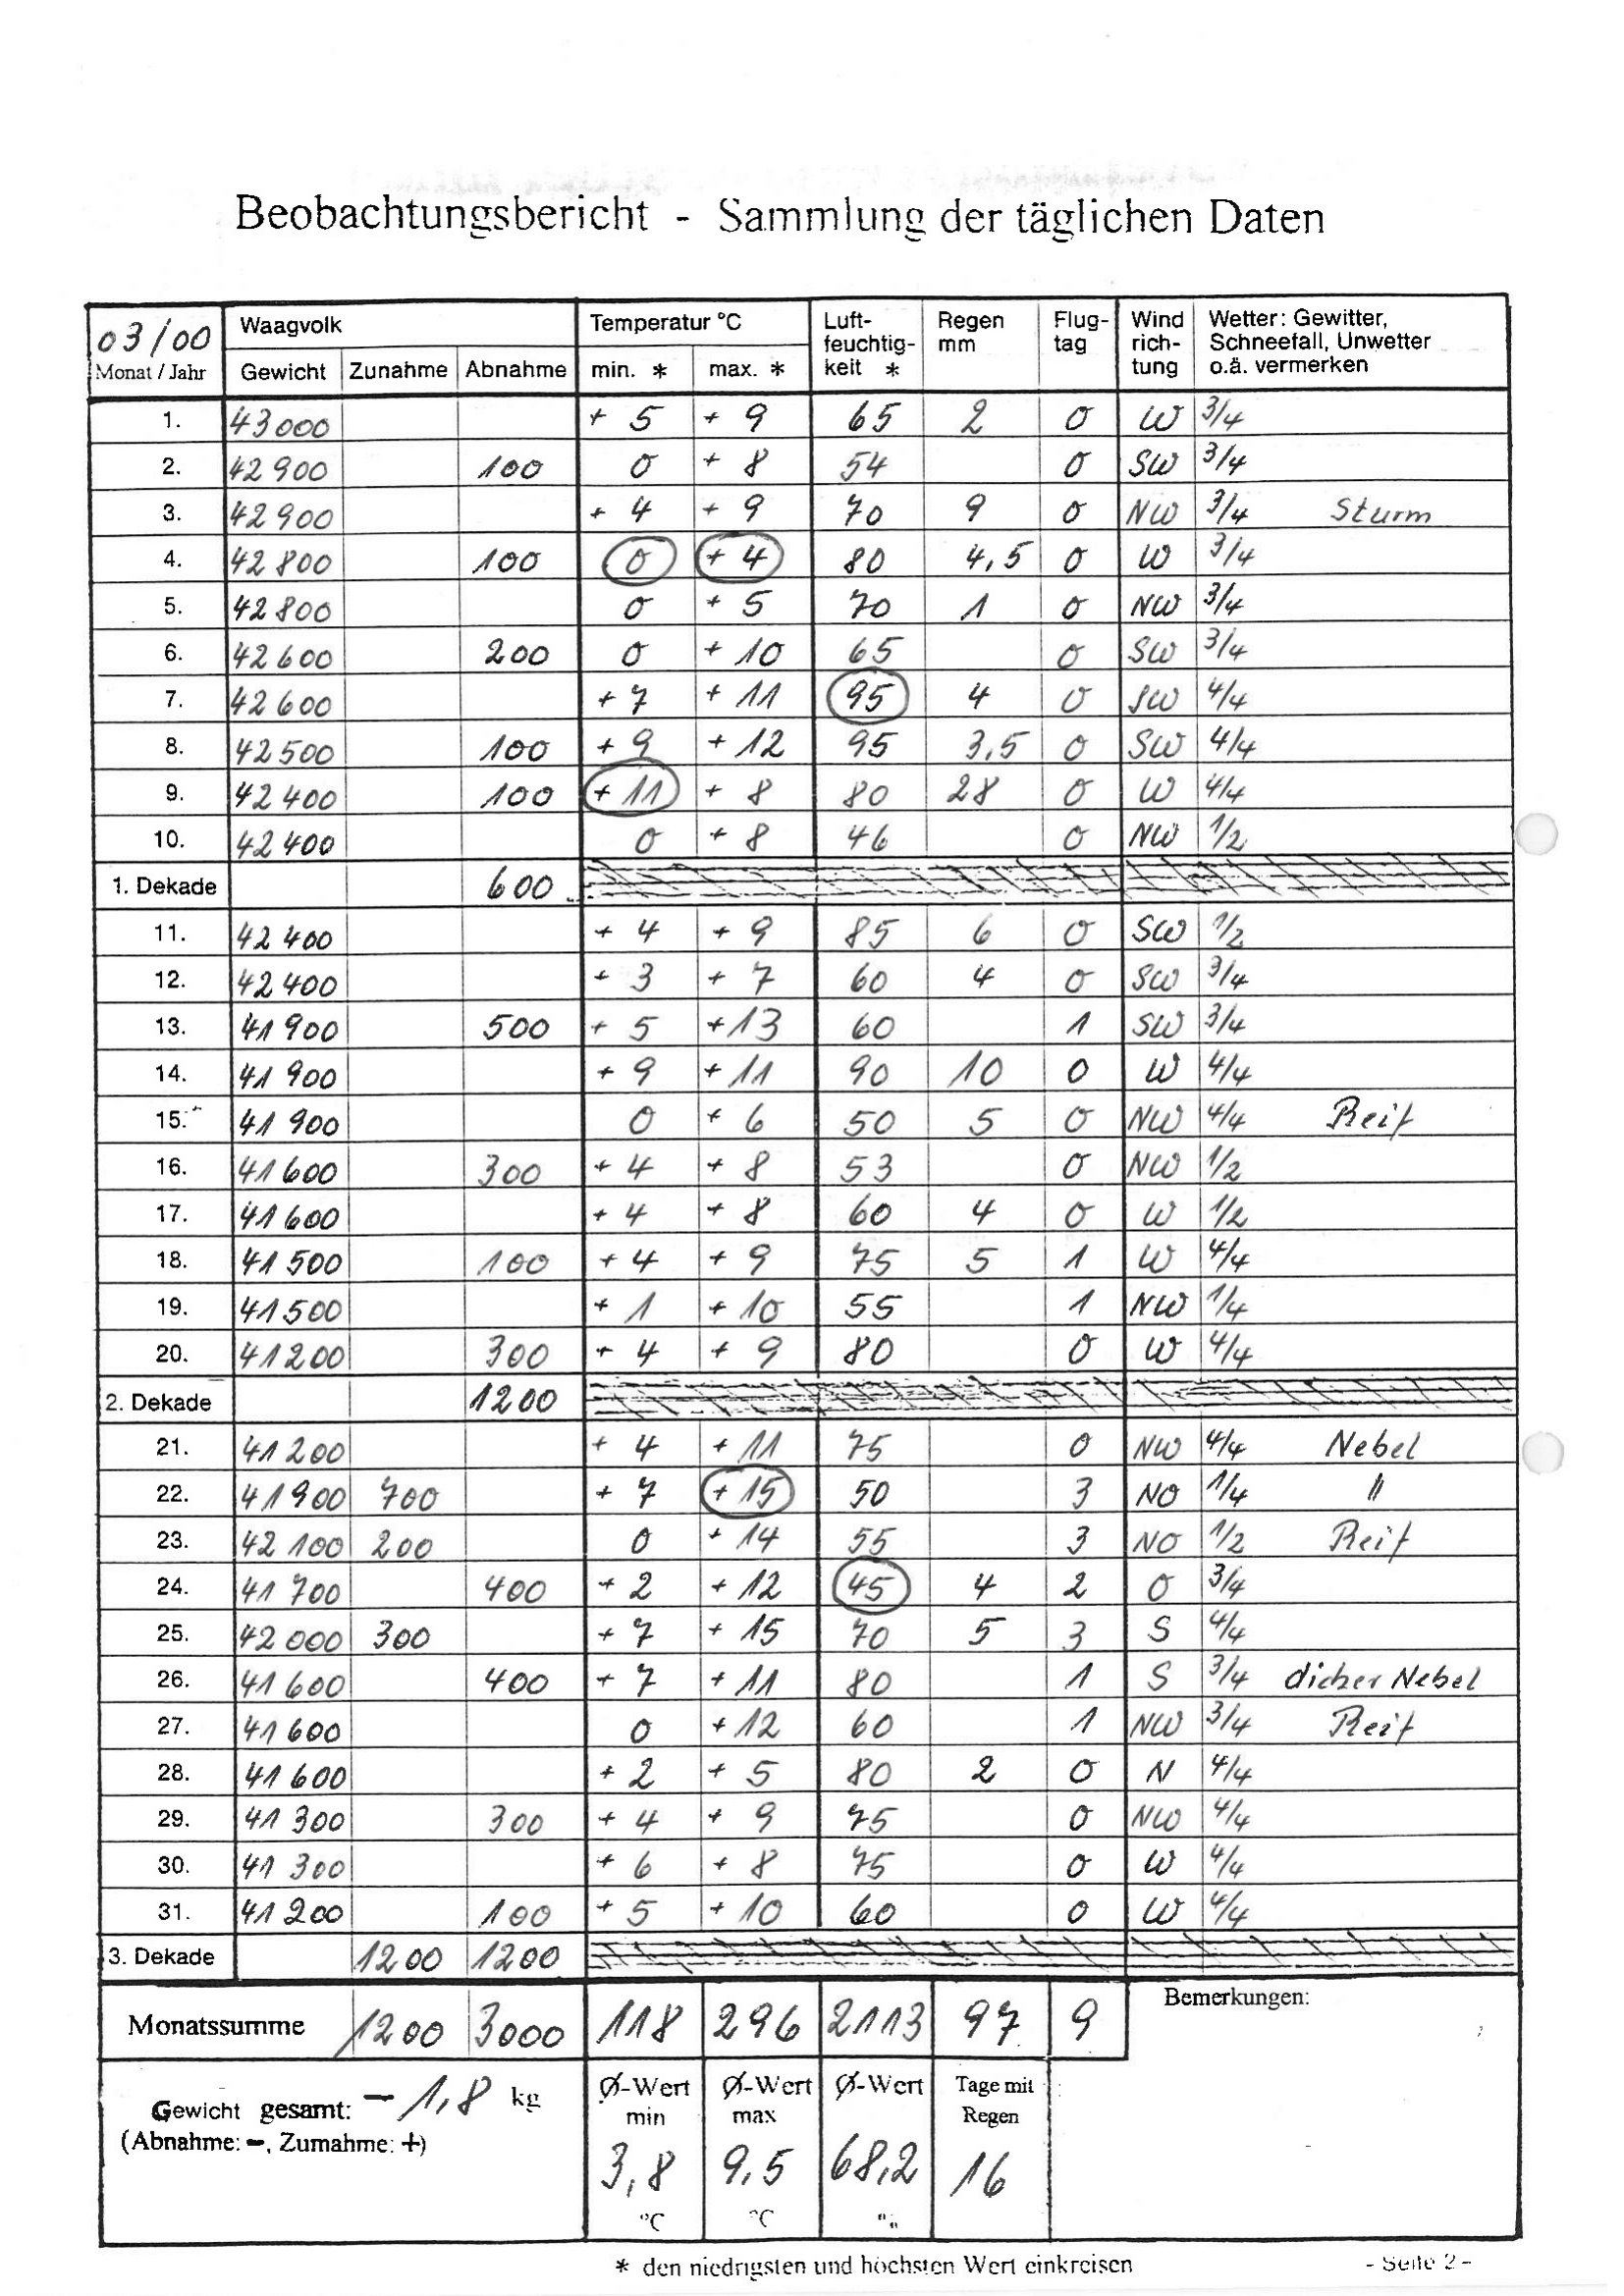 Beobachtungsbericht - Sammlung der täglichen Daten
03/00 Waagvolk Temperatur °C Luft- Regen Flug- Wind Wetter: Gewitter,
feuchtig- mm tag rich- Schneefall, Unwetter
Monat / Jahr Gewicht Zunahme Abnahme min. * max. * keit * tung o.ä. vermerken
1. 43000 + 5 + 9 65 2 0 W 3/4
2. 42900 100 0 + 8 54 0 SW 3/4
3. 42900 + 4 + 9 70 9 0 NW 3/4 Sturm
4. 42800 100 0 + 4 80 4,5 0 W 3/4
5. 42800 0 + 5 70 1 0 NW 3/4
6. 42600 200 0 + 10 65 0 SW 3/4
7. 42600 + 7 + 11 95 4 0 SW 4/4
8. 42500 100 + 9 + 12 95 3,5 0 SW 4/4
9. 42400 100 + 11 + 8 80 28 0 W 4/4
10. 42400 0 + 8 46 0 NW 1/2
1. Dekade 600
11. 42400 + 4 + 9 85 6 0 SW 1/2
12. 42400 + 3 + 7 60 4 0 SW 3/4
13. 41900 500 + 5 + 13 60 1 SW 3/4
14. 41900 + 9 + 11 90 10 0 W 4/4
15. 41900 0 + 6 50 5 0 NW 4/4 Reif
16. 41600 300 + 4 + 8 53 0 NW 1/2
17. 41600 + 4 + 8 60 4 0 W 1/2
18. 41500 100 + 4 + 9 75 5 1 W 4/4
19. 41500 + 1 + 10 55 1 NW 1/4
20. 41200 300 + 4 + 9 80 0 W 4/4
2. Dekade 1200
21. 41200 + 4 + 11 75 0 NW 4/4 Nebel
22. 41900 700 + 7 + 15 50 3 NO 1/4 "
23. 42100 200 0 + 14 55 3 NO 1/2 Reif
24. 41700 400 + 2 + 12 45 4 2 O 3/4
25. 42000 300 + 7 + 15 70 5 3 S 4/4
26. 41600 400 + 7 + 11 80 1 S 3/4 dicker Nebel
27. 41600 0 + 12 60 1 NW 3/4 Reif
28. 41600 + 2 + 5 80 2 0 N 4/4
29. 41300 300 + 4 + 9 75 0 NW 4/4
30. 41300 + 6 + 8 75 0 W 4/4
31. 41200 100 + 5 + 10 60 0 W 4/4
3. Dekade 1200 1200
Monatssumme 1200 3000 118 296 2113 97 9 Bemerkungen:
Gewicht gesamt: - 1,8 kg Ø-Wert Ø-Wert Ø-Wert Tage mit
(Abnahme: -, Zumahme: +) min max Regen
3,8 9,5 68,2 16
°C °C
* den niedrigsten und höchsten Wert einkreisen - Seite 2 -